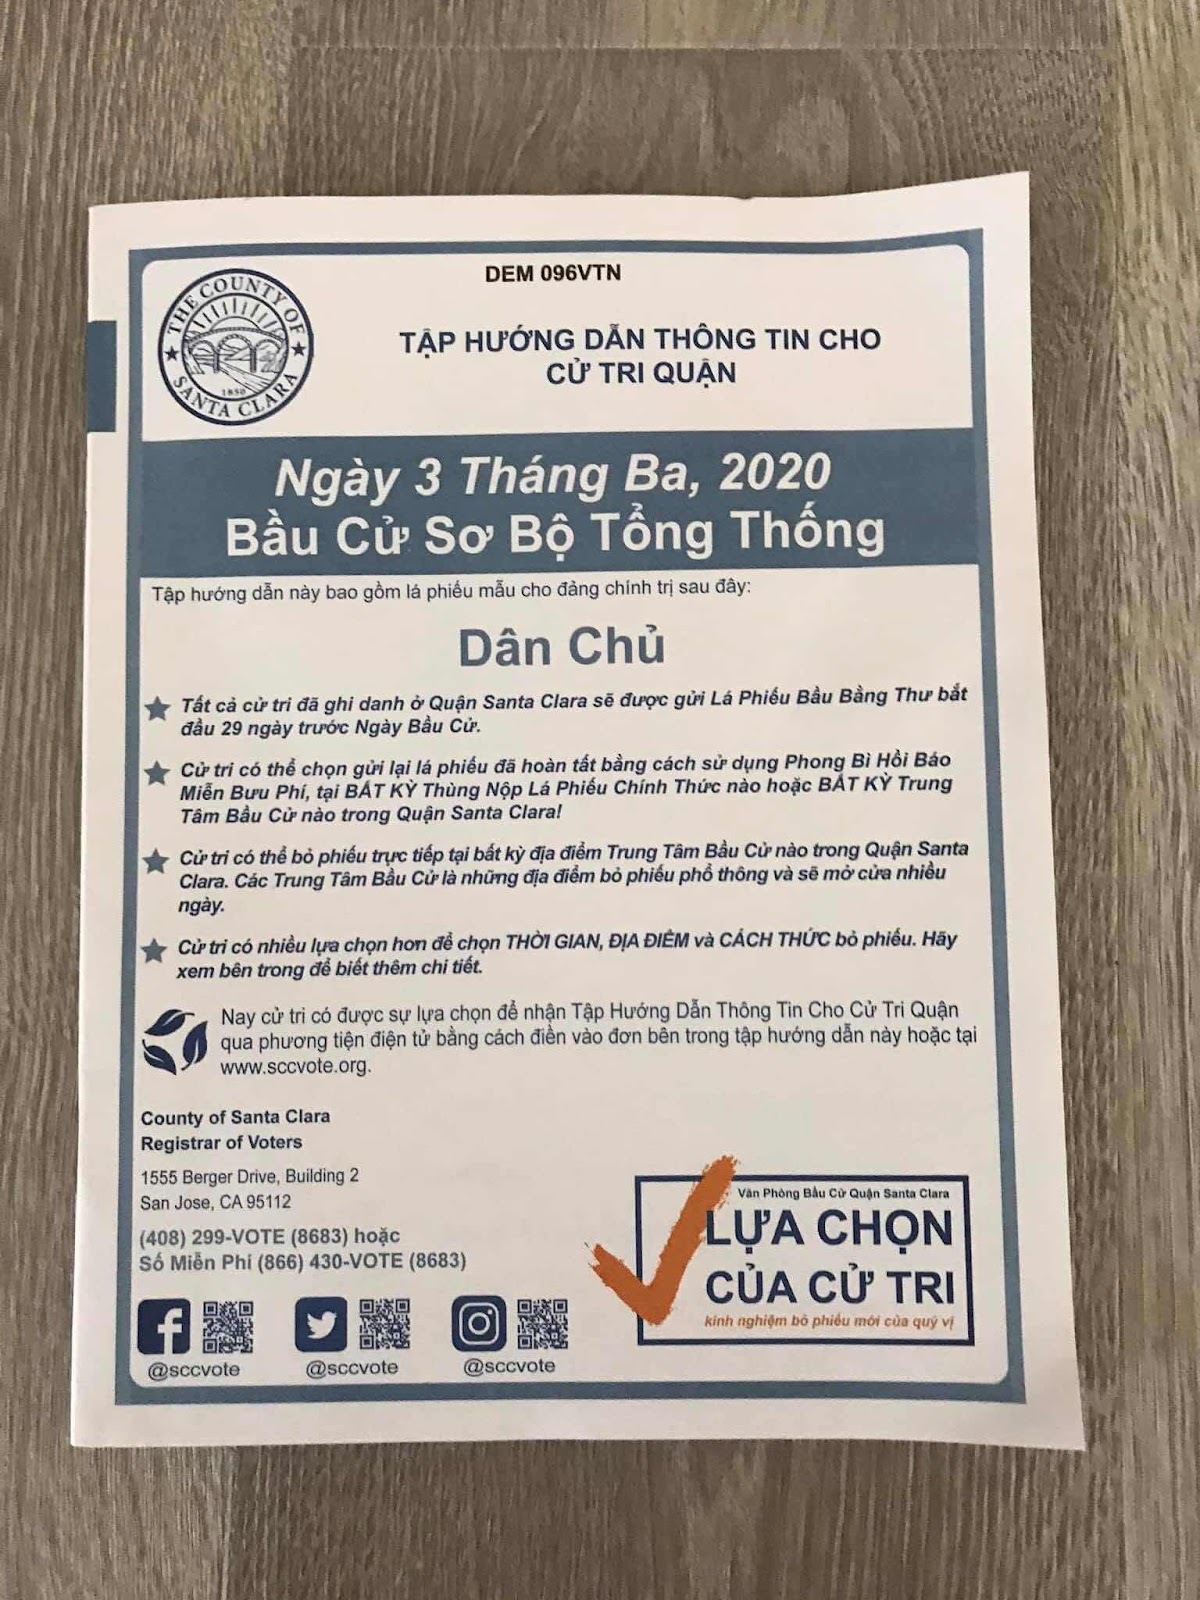 DEM 096VTN
THE COUNTY OF SANTA CLARA
1850
TẬP HƯỚNG DẪN THÔNG TIN CHO
CỬ TRI QUẬN
Ngày 3 Tháng Ba, 2020
Bầu Cử Sơ Bộ Tổng Thống
Tập hướng dẫn này bao gồm lá phiếu mẫu cho đảng chính trị sau đây:
Dân Chủ
Tất cả cử tri đã ghi danh ở Quận Santa Clara sẽ được gửi Lá Phiếu Bầu Bằng Thư bắt
đầu 29 ngày trước Ngày Bầu Cử.
Cử tri có thể chọn gửi lại lá phiếu đã hoàn tất bằng cách sử dụng Phong Bì Hồi Báo
Miễn Bưu Phí, tại BẤT KỲ Thùng Nộp Lá Phiếu Chính Thức nào hoặc BẤT KỲ Trung
Tâm Bầu Cử nào trong Quận Santa Clara!
Cử tri có thể bỏ phiếu trực tiếp tại bất kỳ địa điểm Trung Tâm Bầu Cử nào trong Quận Santa
Clara. Các Trung Tâm Bầu Cử là những địa điểm bỏ phiếu phổ thông và sẽ mở cửa nhiều
ngày.
Cử tri có nhiều lựa chọn hơn để chọn THỜI GIAN, ĐỊA ĐIỂM và CÁCH THỨC bỏ phiếu. Hãy
xem bên trong để biết thêm chi tiết.
Nay cử tri có được sự lựa chọn để nhận Tập Hướng Dẫn Thông Tin Cho Cử Tri Quận
qua phương tiện điện tử bằng cách điền vào đơn bên trong tập hướng dẫn này hoặc tại
www.sccvote.org.
County of Santa Clara
Registrar of Voters
1555 Berger Drive, Building 2
San Jose, CA 95112
(408) 299-VOTE (8683) hoặc
Số Miễn Phí (866) 430-VOTE (8683)
@sccvote
@sccvote
@sccvote
Văn Phòng Bầu Cử Quận Santa Clara
LỰA CHỌN
CỦA CỬ TRI
kinh nghiệm bỏ phiếu mới của quý vị